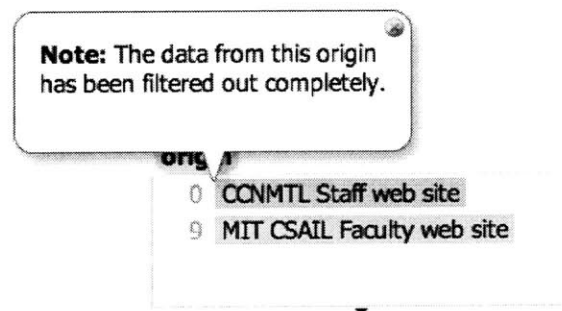 Note: The data from this origin
has been filtered out completely.
origin
0 CCNMTL Staff web site
9 MIT CSAIL Faculty web site